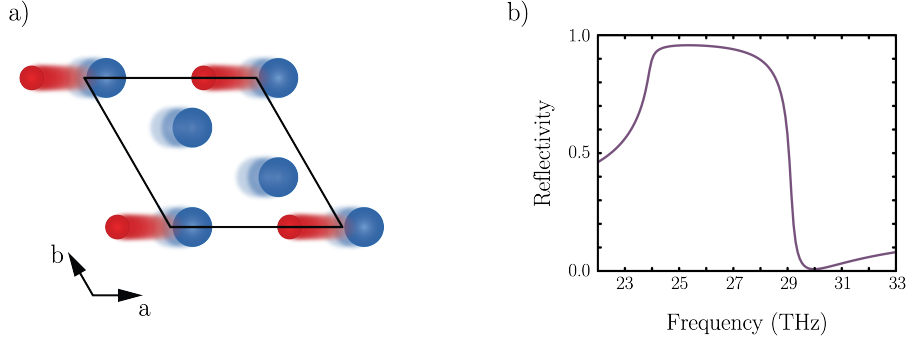 a)
b
a
b)
1.0
0.5
0.0
Reflectivity
23 25 27 29 31 33
Frequency (THz)